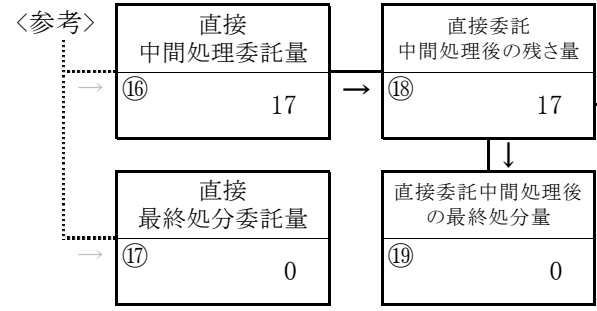 〈参考〉
直接
中間処理委託量
→ ⑯ 17
→
直接委託
中間処理後の残さ量
⑱ 17
↓
直接
最終処分委託量
→ ⑰ 0
直接委託中間処理後
の最終処分量
⑲ 0